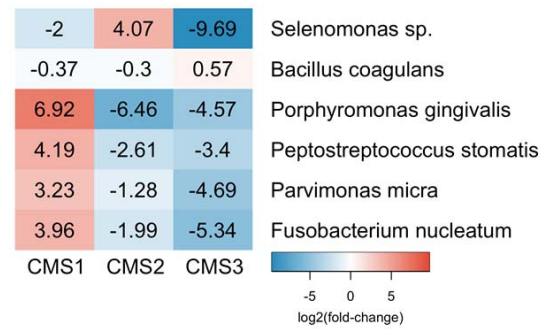 -2 4.07 -9.69 Selenomonas sp.
-0.37 -0.3 0.57 Bacillus coagulans
6.92 -6.46 -4.57 Porphyromonas gingivalis
4.19 -2.61 -3.4 Peptostreptococcus stomatis
3.23 -1.28 -4.69 Parvimonas micra
3.96 -1.99 -5.34 Fusobacterium nucleatum
CMS1 CMS2 CMS3
-5 0 5
log2(fold-change)